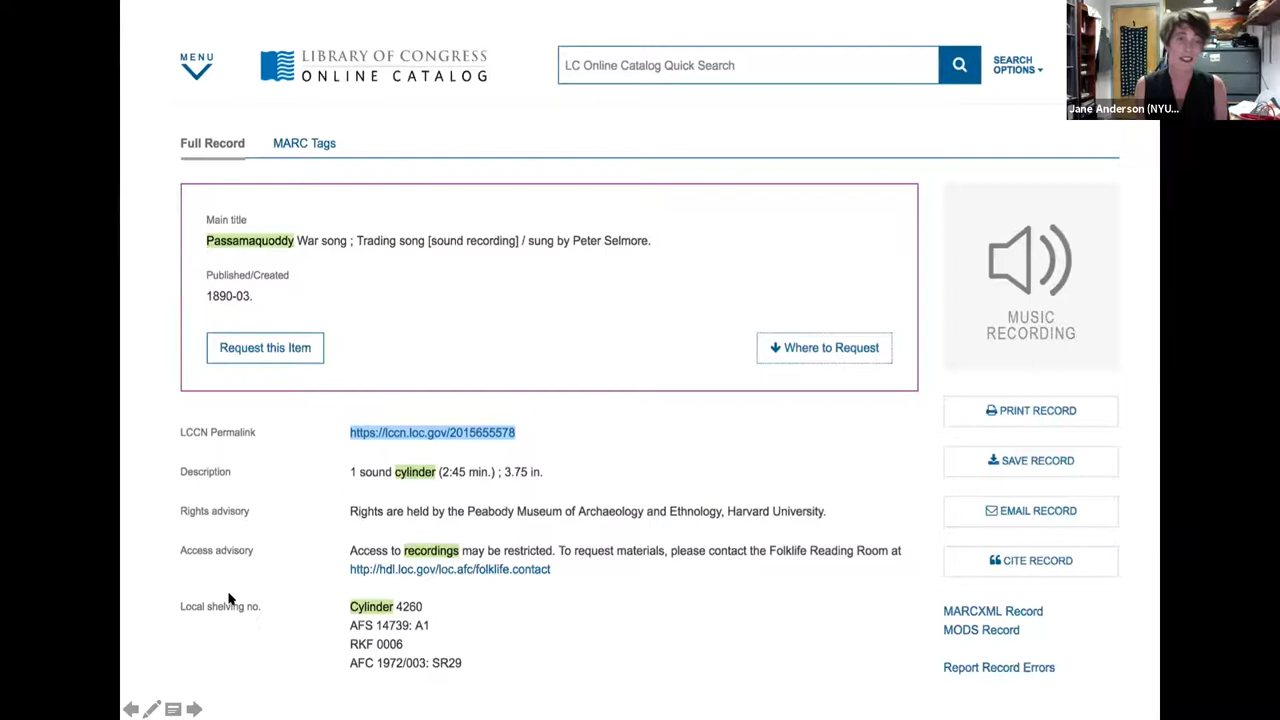 MENU
LIBRARY OF CONGRESS
ONLINE CATALOG
LC Online Catalog Quick Search
SEARCH
OPTIONS
Jane Anderson (NYU...
Full Record
MARC Tags
Main title
Passamaquoddy War song ; Trading song [sound recording] / sung by Peter Selmore.
Published/Created
1890-03.
Request this Item
Where to Request
MUSIC
RECORDING
LCCN Permalink
https://lccn.loc.gov/2015655578
Description
1 sound cylinder (2:45 min.) ; 3.75 in.
Rights advisory
Rights are held by the Peabody Museum of Archaeology and Ethnology, Harvard University.
Access advisory
Access to recordings may be restricted. To request materials, please contact the Folklife Reading Room at
http://hdl.loc.gov/loc.afc/folklife.contact
Local shelving no.
Cylinder 4260
AFS 14739: A1
RKF 0006
AFC 1972/003: SR29
PRINT RECORD
SAVE RECORD
EMAIL RECORD
CITE RECORD
MARCXML Record
MODS Record
Report Record Errors